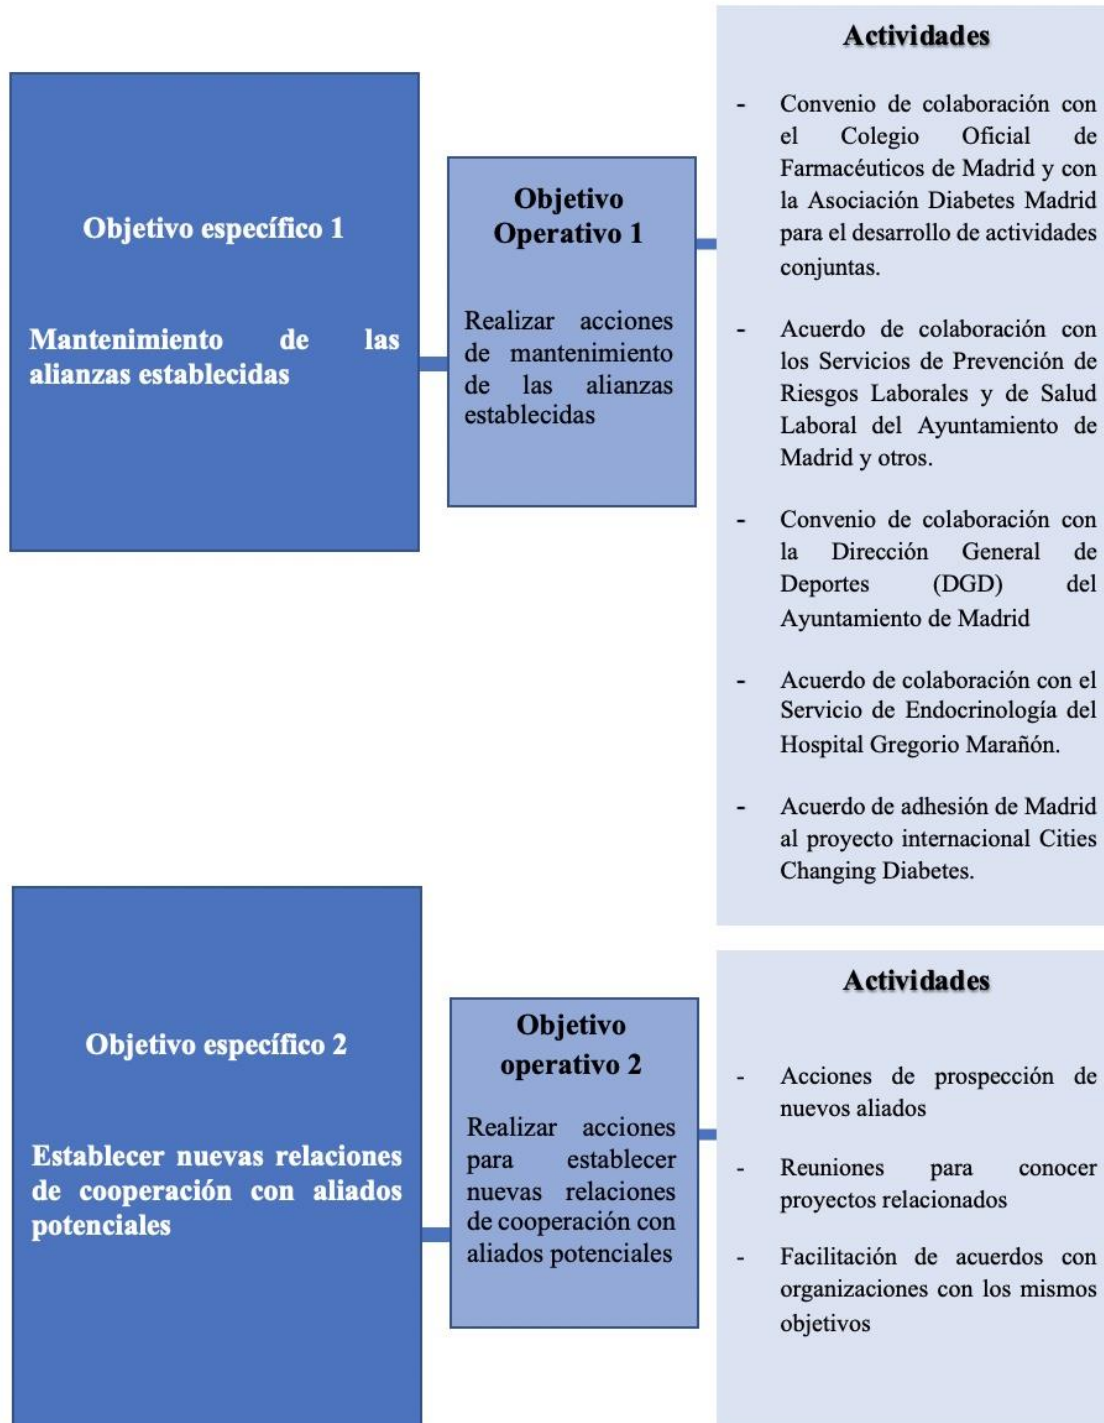 Objetivo específico 1
Mantenimiento de las
alianzas establecidas
Objetivo
Operativo 1
Realizar acciones
de mantenimiento
de las alianzas
establecidas
Actividades
- Convenio de colaboración con
el Colegio Oficial de
Farmacéuticos de Madrid y con
la Asociación Diabetes Madrid
para el desarrollo de actividades
conjuntas.
- Acuerdo de colaboración con
los Servicios de Prevención de
Riesgos Laborales y de Salud
Laboral del Ayuntamiento de
Madrid y otros.
- Convenio de colaboración con
la Dirección General de
Deportes (DGD) del
Ayuntamiento de Madrid
- Acuerdo de colaboración con el
Servicio de Endocrinología del
Hospital Gregorio Marañón.
- Acuerdo de adhesión de Madrid
al proyecto internacional Cities
Changing Diabetes.
Objetivo específico 2
Establecer nuevas relaciones
de cooperación con aliados
potenciales
Objetivo
operativo 2
Realizar acciones
para establecer
nuevas relaciones
de cooperación con
aliados potenciales
Actividades
- Acciones de prospección de
nuevos aliados
- Reuniones para conocer
proyectos relacionados
- Facilitación de acuerdos con
organizaciones con los mismos
objetivos